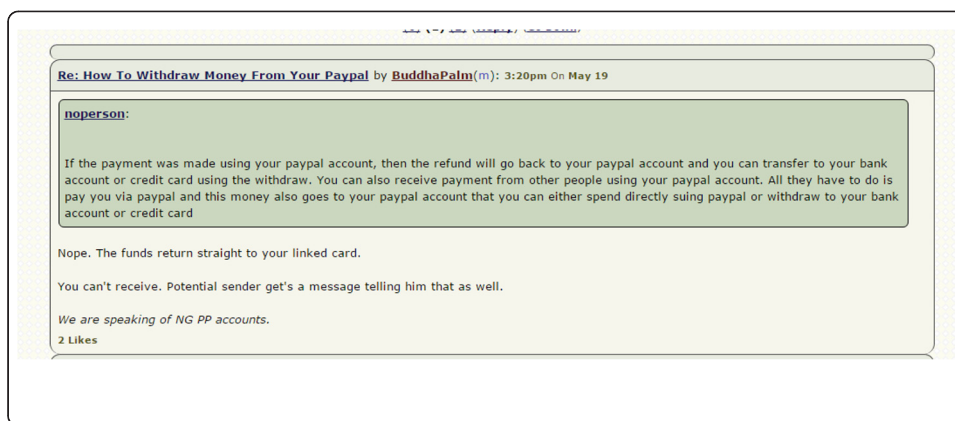 Re: How To Withdraw Money From Your Paypal by BuddhaPalm(m): 3:20pm On May 19
noperson:
If the payment was made using your paypal account, then the refund will go back to your paypal account and you can transfer to your bank
account or credit card using the withdraw. You can also receive payment from other people using your paypal account. All they have to do is
pay you via paypal and this money also goes to your paypal account that you can either spend directly suing paypal or withdraw to your bank
account or credit card
Nope. The funds return straight to your linked card.
You can't receive. Potential sender get's a message telling him that as well.
We are speaking of NG PP accounts.
2 Likes